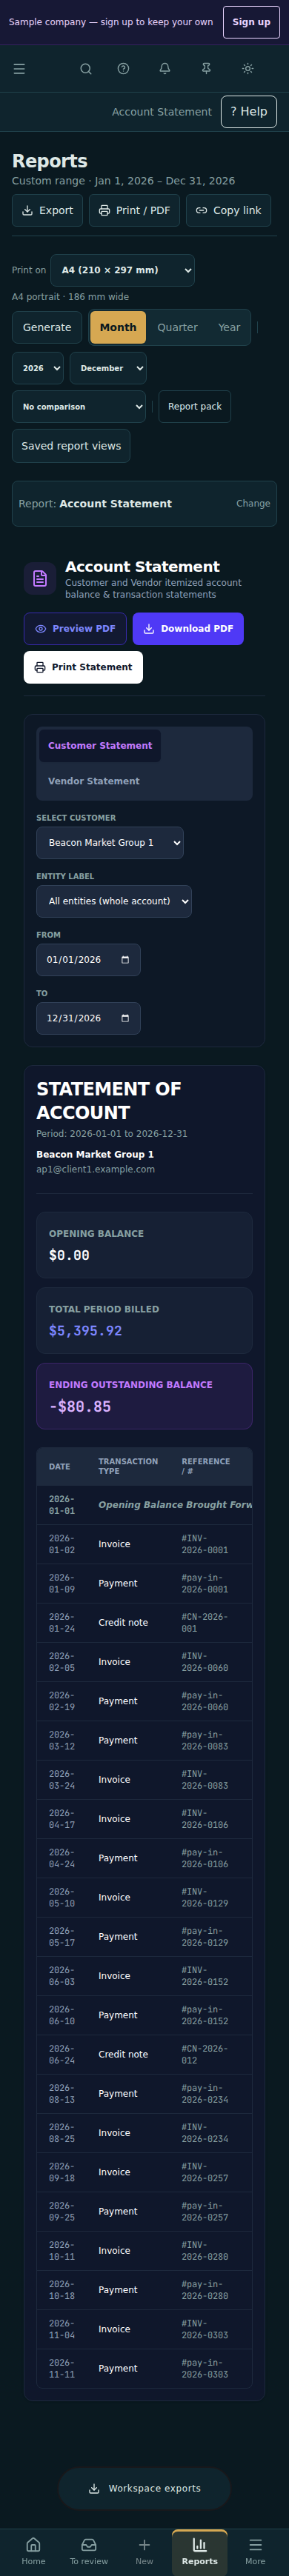 Sample company — sign up to keep your own
Sign up
Account Statement
? Help
Reports
Custom range · Jan 1, 2026 – Dec 31, 2026
Export
Print / PDF
Copy link
Print on
A4 (210 × 297 mm)
A4 portrait · 186 mm wide
Generate
Month
Quarter
Year
2026
December
No comparison
Report pack
Saved report views
Report: Account Statement
Change
Account Statement
Customer and Vendor itemized account
balance & transaction statements
Preview PDF
Download PDF
Print Statement
Customer Statement
Vendor Statement
SELECT CUSTOMER
Beacon Market Group 1
ENTITY LABEL
All entities (whole account)
FROM
01/01/2026
TO
12/31/2026
STATEMENT OF
ACCOUNT
Period: 2026-01-01 to 2026-12-31
Beacon Market Group 1
ap1@client1.example.com
OPENING BALANCE
$0.00
TOTAL PERIOD BILLED
$5,395.92
ENDING OUTSTANDING BALANCE
-$80.85
DATE
TRANSACTION
TYPE
REFERENCE
/ #
2026-
01-01
Opening Balance Brought Forw
2026-
01-02
Invoice
#INV-
2026-0001
2026-
01-09
Payment
#pay-in-
2026-0001
2026-
01-24
Credit note
#CN-2026-
001
2026-
02-05
Invoice
#INV-
2026-0060
2026-
02-19
Payment
#pay-in-
2026-0060
2026-
03-12
Payment
#pay-in-
2026-0083
2026-
03-24
Invoice
#INV-
2026-0083
2026-
04-17
Invoice
#INV-
2026-0106
2026-
04-24
Payment
#pay-in-
2026-0106
2026-
05-10
Invoice
#INV-
2026-0129
2026-
05-17
Payment
#pay-in-
2026-0129
2026-
06-03
Invoice
#INV-
2026-0152
2026-
06-10
Payment
#pay-in-
2026-0152
2026-
06-24
Credit note
#CN-2026-
012
2026-
08-13
Payment
#pay-in-
2026-0234
2026-
08-25
Invoice
#INV-
2026-0234
2026-
09-18
Invoice
#INV-
2026-0257
2026-
09-25
Payment
#pay-in-
2026-0257
2026-
10-11
Invoice
#INV-
2026-0280
2026-
10-18
Payment
#pay-in-
2026-0280
2026-
11-04
Invoice
#INV-
2026-0303
2026-
11-11
Payment
#pay-in-
2026-0303
Workspace exports
Home
To review
New
Reports
More